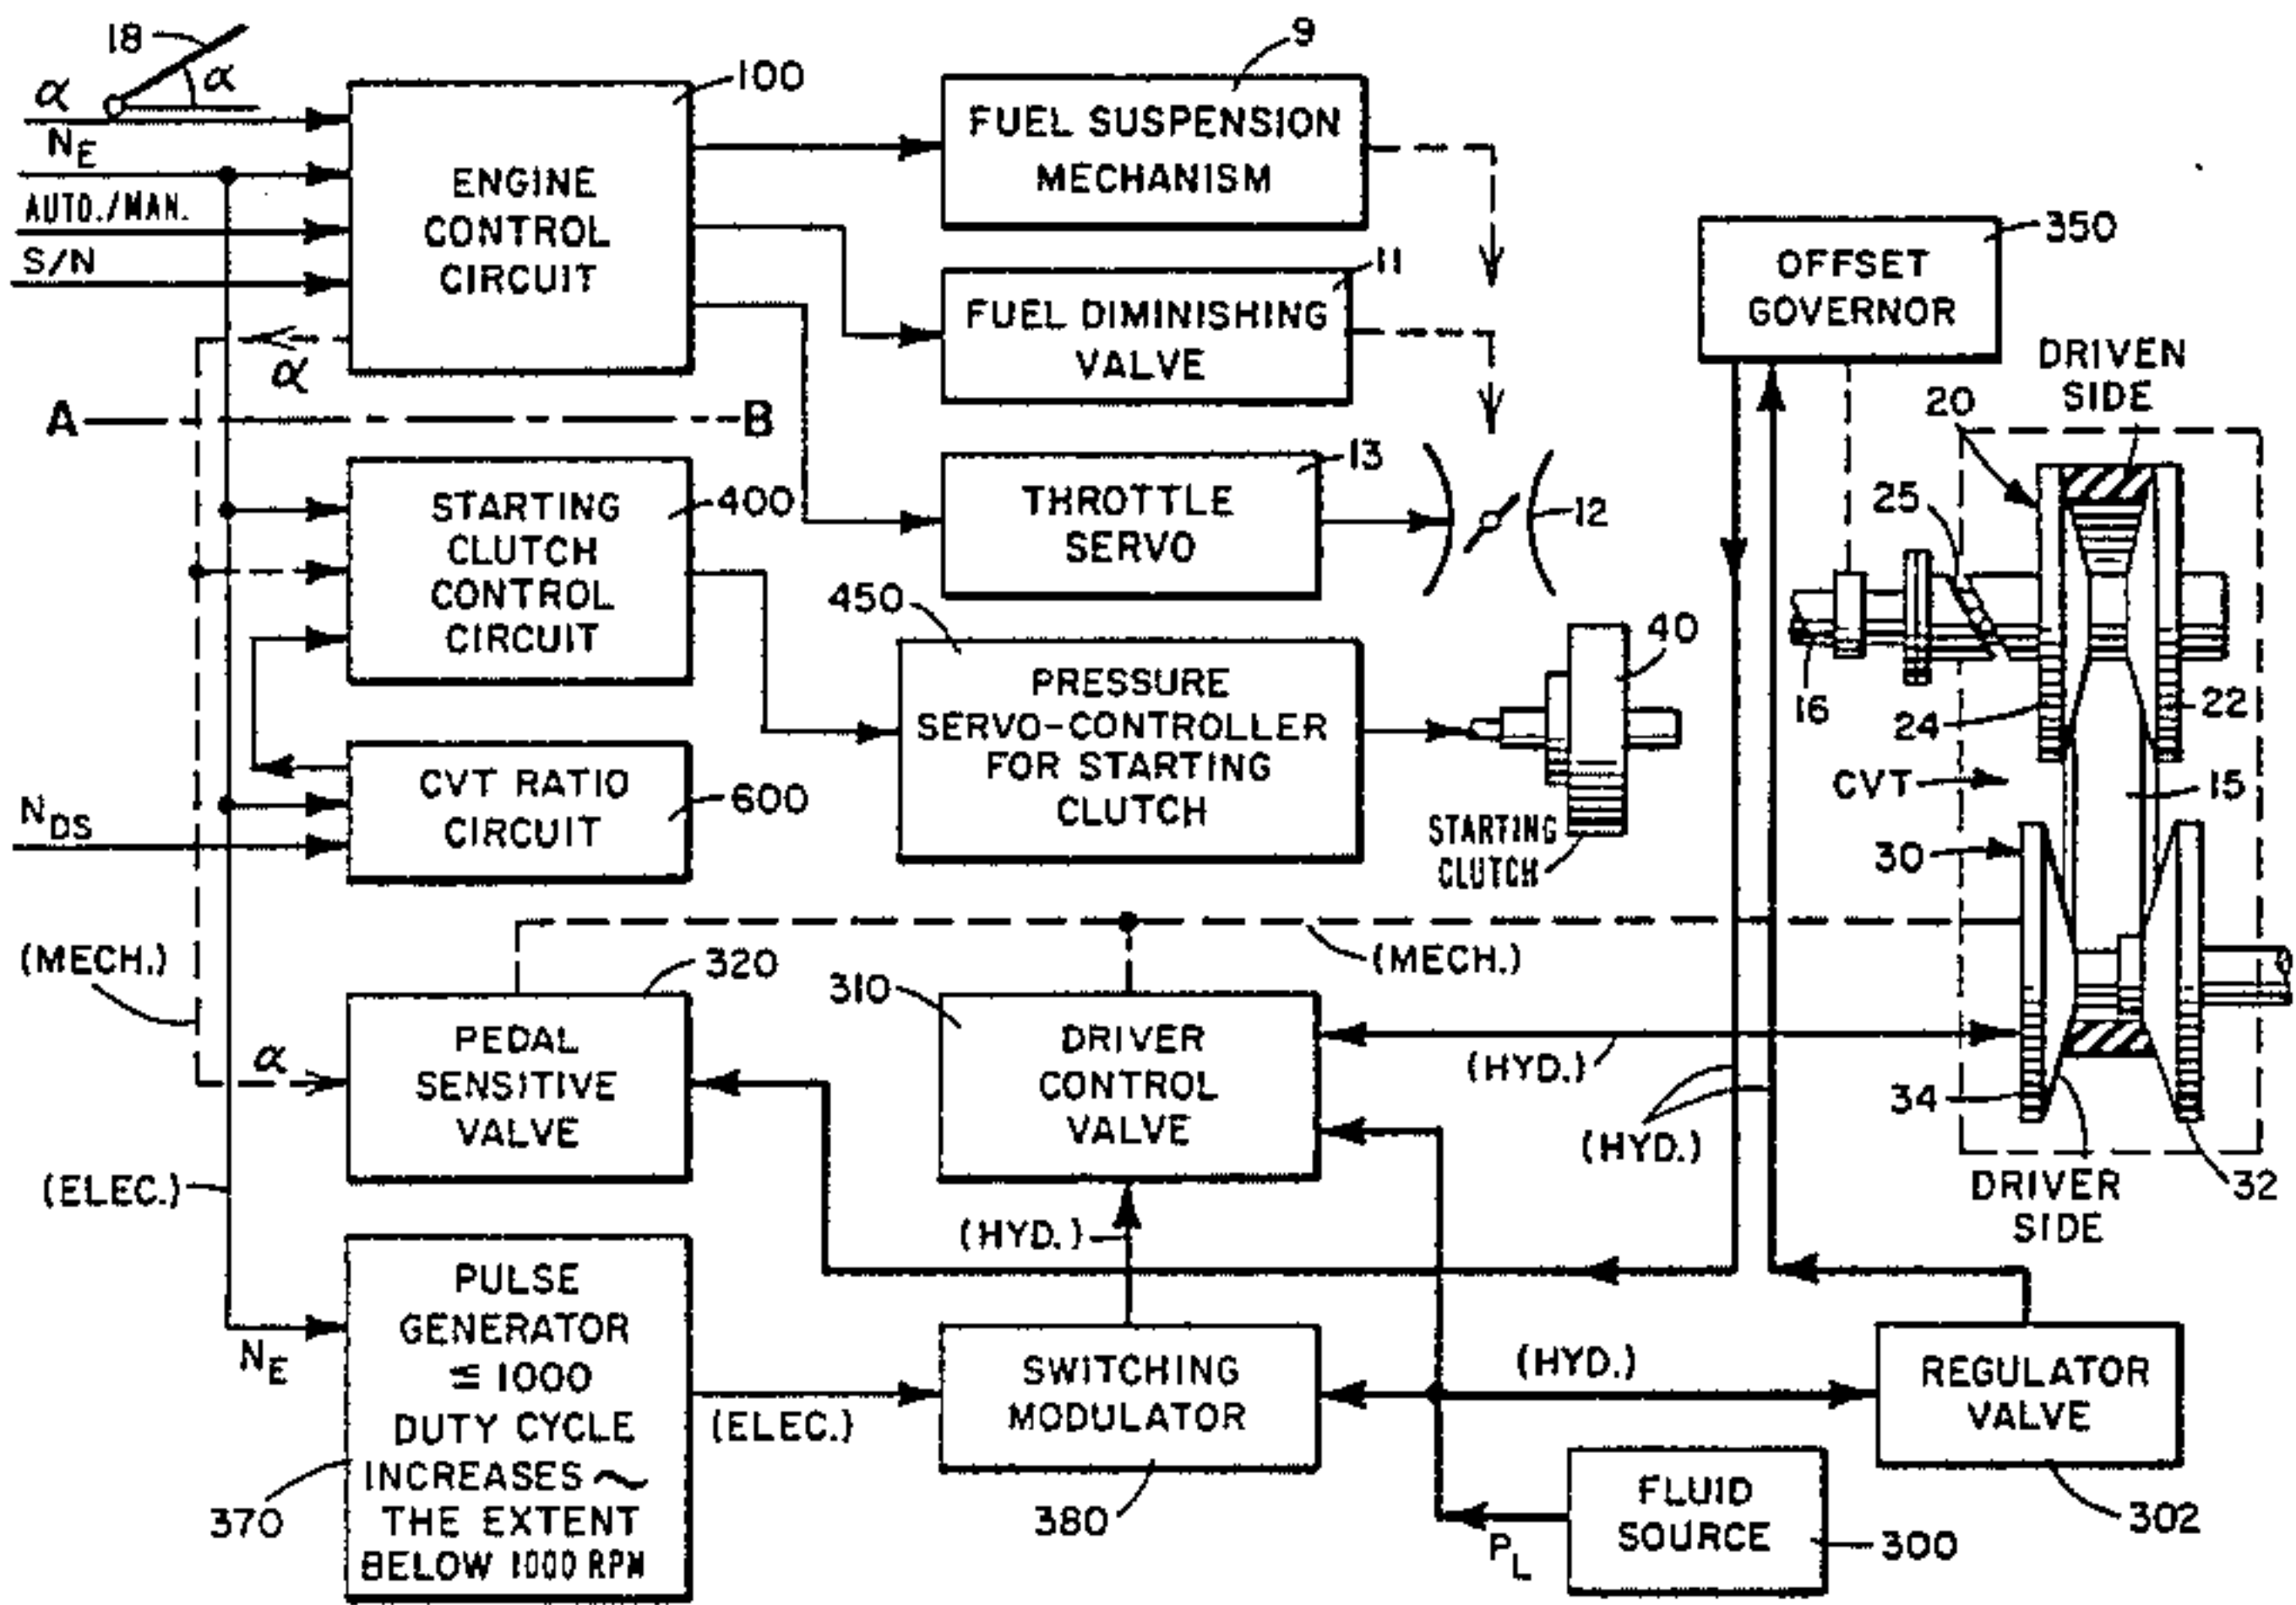 18
α
α
N_E
AUTO./MAN.
S/N
α
100
ENGINE
CONTROL
CIRCUIT
9
FUEL SUSPENSION
MECHANISM
11
FUEL DIMINISHING
VALVE
A
B
13
THROTTLE
SERVO
12
400
STARTING
CLUTCH
CONTROL
CIRCUIT
450
PRESSURE
SERVO-CONTROLLER
FOR STARTING
CLUTCH
40
STARTING
CLUTCH
N_DS
CVT RATIO
CIRCUIT
600
350
OFFSET
GOVERNOR
DRIVEN
SIDE
20
25
16
24
22
CVT
15
30
34
32
DRIVER
SIDE
(MECH.)
(MECH.)
320
PEDAL
SENSITIVE
VALVE
α
310
DRIVER
CONTROL
VALVE
(HYD.)
(HYD.)
(ELEC.)
(HYD.)
N_E
PULSE
GENERATOR
≦ 1000
DUTY CYCLE
INCREASES ∼
THE EXTENT
BELOW 1000 RPM
370
(ELEC.)
SWITCHING
MODULATOR
380
(HYD.)
REGULATOR
VALVE
302
FLUID
SOURCE
300
P_L